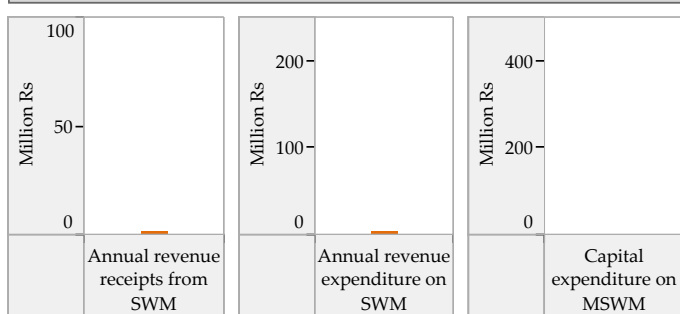 100
50
0
Million Rs
Annual revenue
receipts from
SWM
200
100
0
Million Rs
Annual revenue
expenditure on
SWM
400
200
0
Million Rs
Capital
expenditure on
MSWM